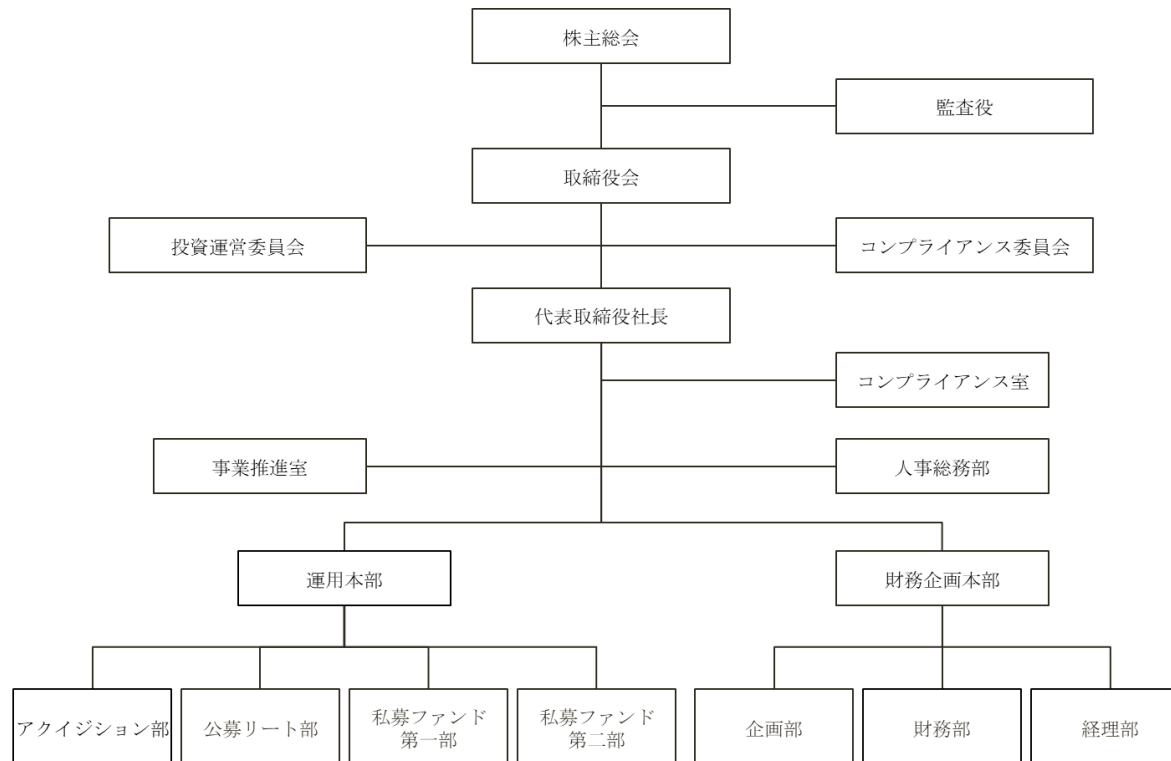 株主総会
監査役
取締役会
投資運営委員会
コンプライアンス委員会
代表取締役社長
コンプライアンス室
事業推進室
人事総務部
運用本部
財務企画本部
アクイジション部
公募リート部
私募ファンド
第一部
私募ファンド
第二部
企画部
財務部
経理部